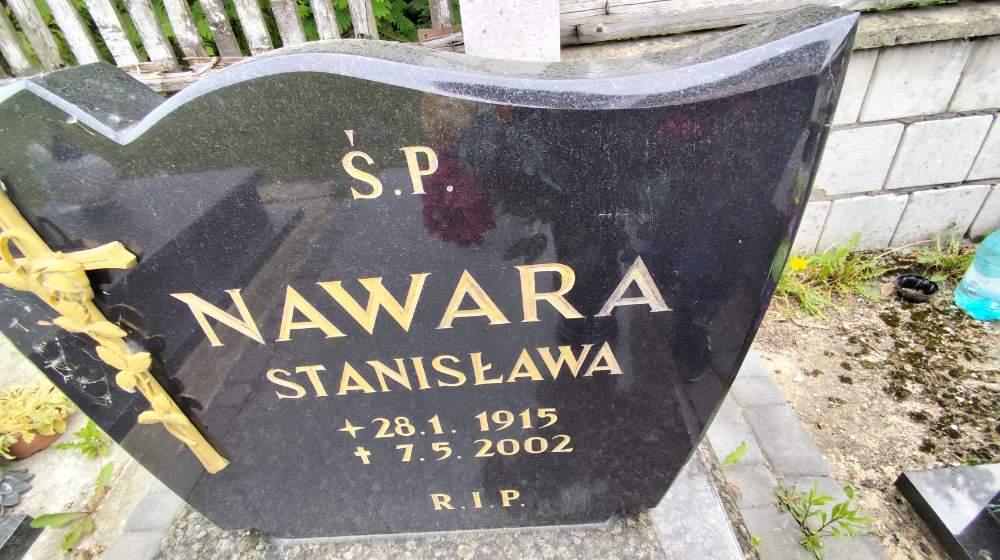 Ś.P.
NAWARA
STANISŁAWA
✦28.1.1915
✝7.5.2002
R.I.P.